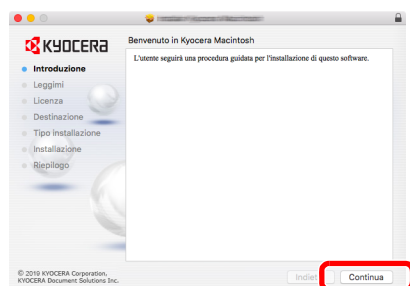 KYOCERA
Benvenuto in Kyocera Macintosh
L'utente seguirà una procedura guidata per l'installazione di questo software.
Introduzione
Leggimi
Licenza
Destinazione
Tipo installazione
Installazione
Riepilogo
© 2019 KYOCERA Corporation,
KYOCERA Document Solutions Inc.
Continua